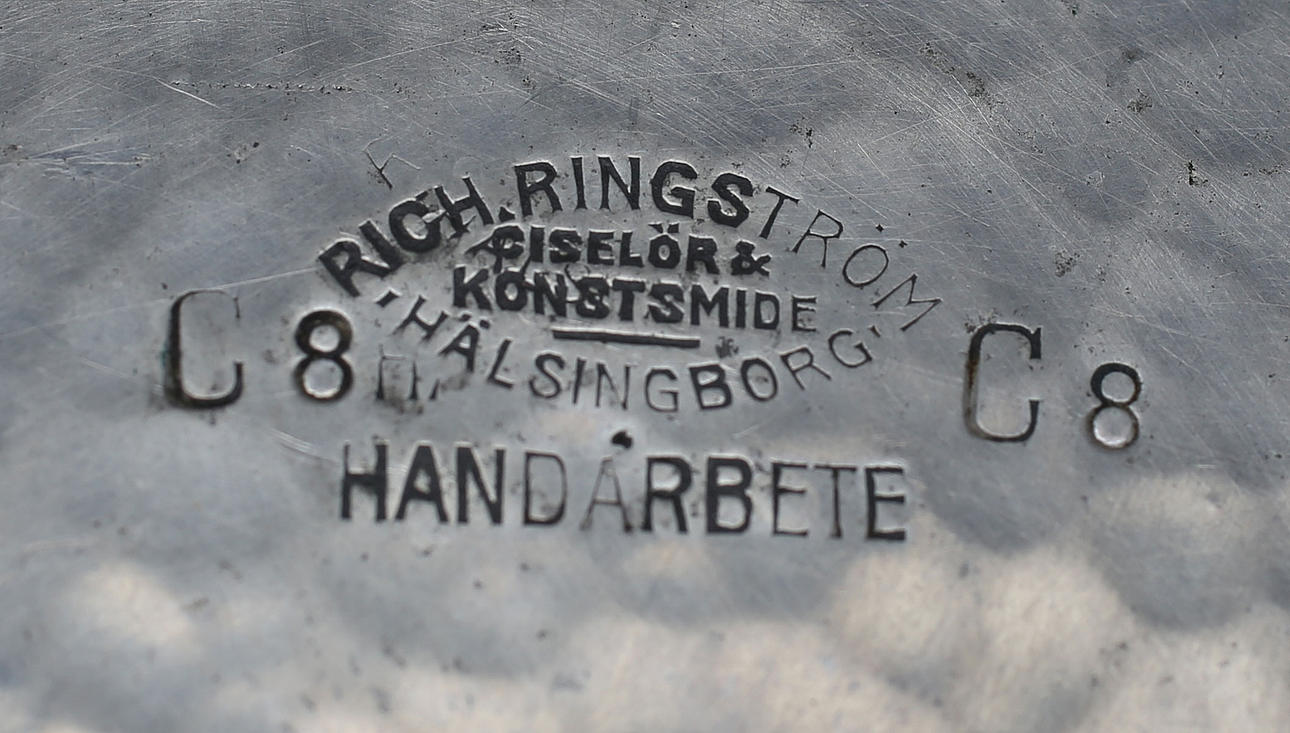 RICH. RINGSTRÖM
CISELÖR &
KONSTSMIDE
HÄLSINGBORG
C 8 C 8
HANDARBETE